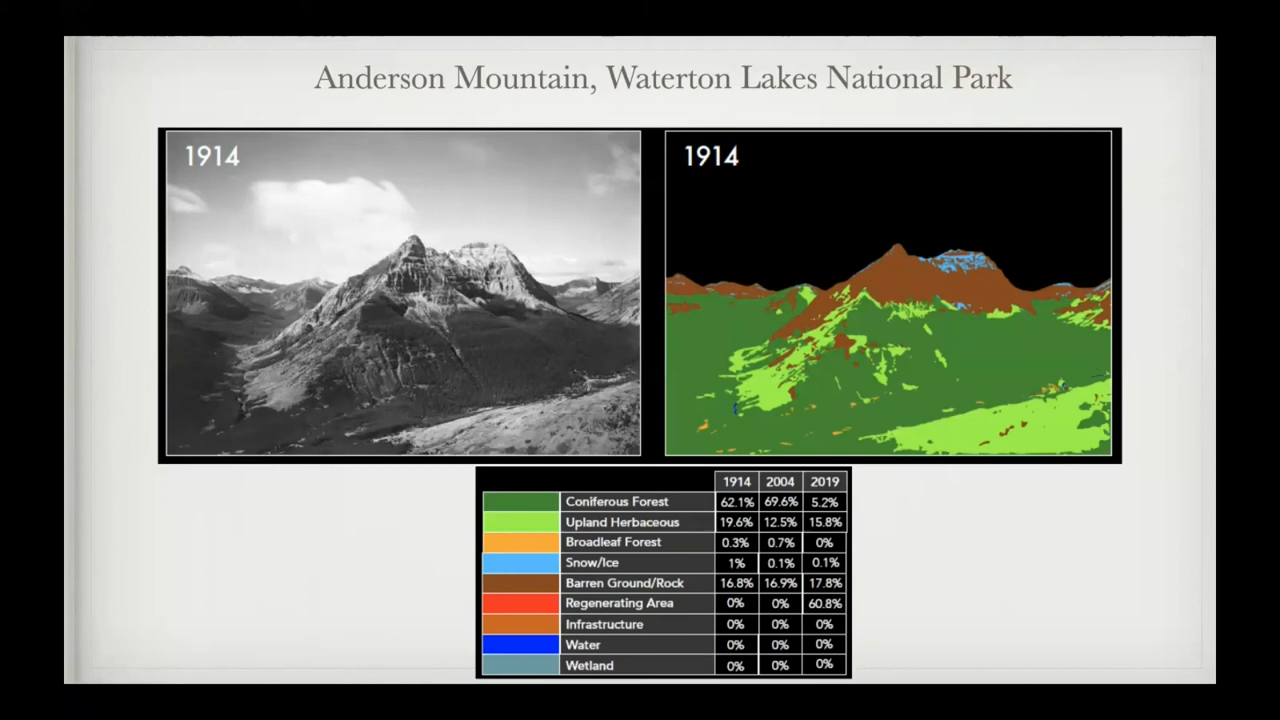 Anderson Mountain, Waterton Lakes National Park
1914
1914
1914 2004 2019
Coniferous Forest 62.1% 69.6% 5.2%
Upland Herbaceous 19.6% 12.5% 15.8%
Broadleaf Forest 0.3% 0.7% 0%
Snow/Ice 1% 0.1% 0.1%
Barren Ground/Rock 16.8% 16.9% 17.8%
Regenerating Area 0% 0% 60.8%
Infrastructure 0% 0% 0%
Water 0% 0% 0%
Wetland 0% 0% 0%